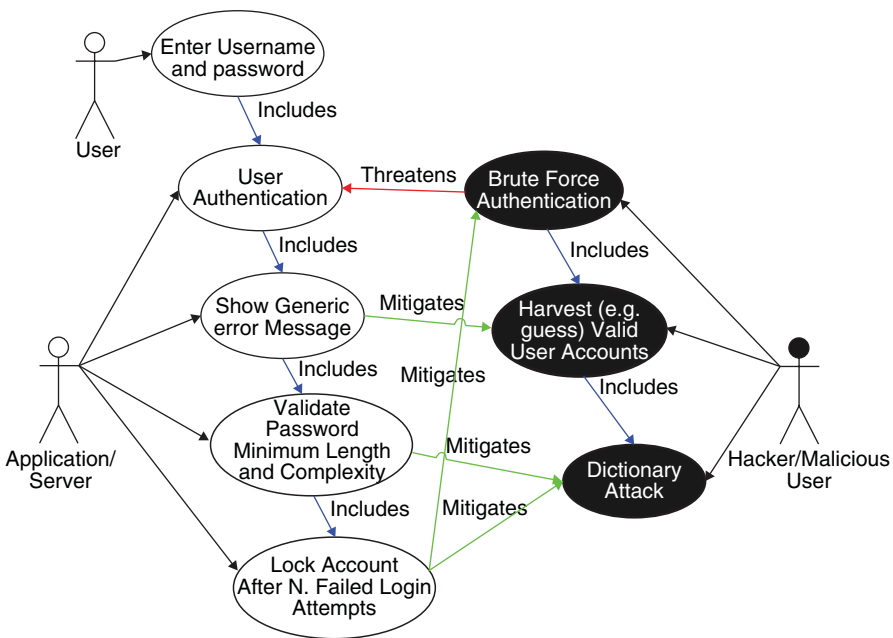 Enter Username
and password
User
Includes
User
Authentication
Threatens
Brute Force
Authentication
Includes
Includes
Show Generic
error Message
Mitigates
Harvest (e.g.
guess) Valid
User Accounts
Includes
Mitigates
Includes
Application/
Server
Validate
Password
Minimum Length
and Complexity
Mitigates
Dictionary
Attack
Hacker/Malicious
User
Includes
Mitigates
Lock Account
After N. Failed Login
Attempts